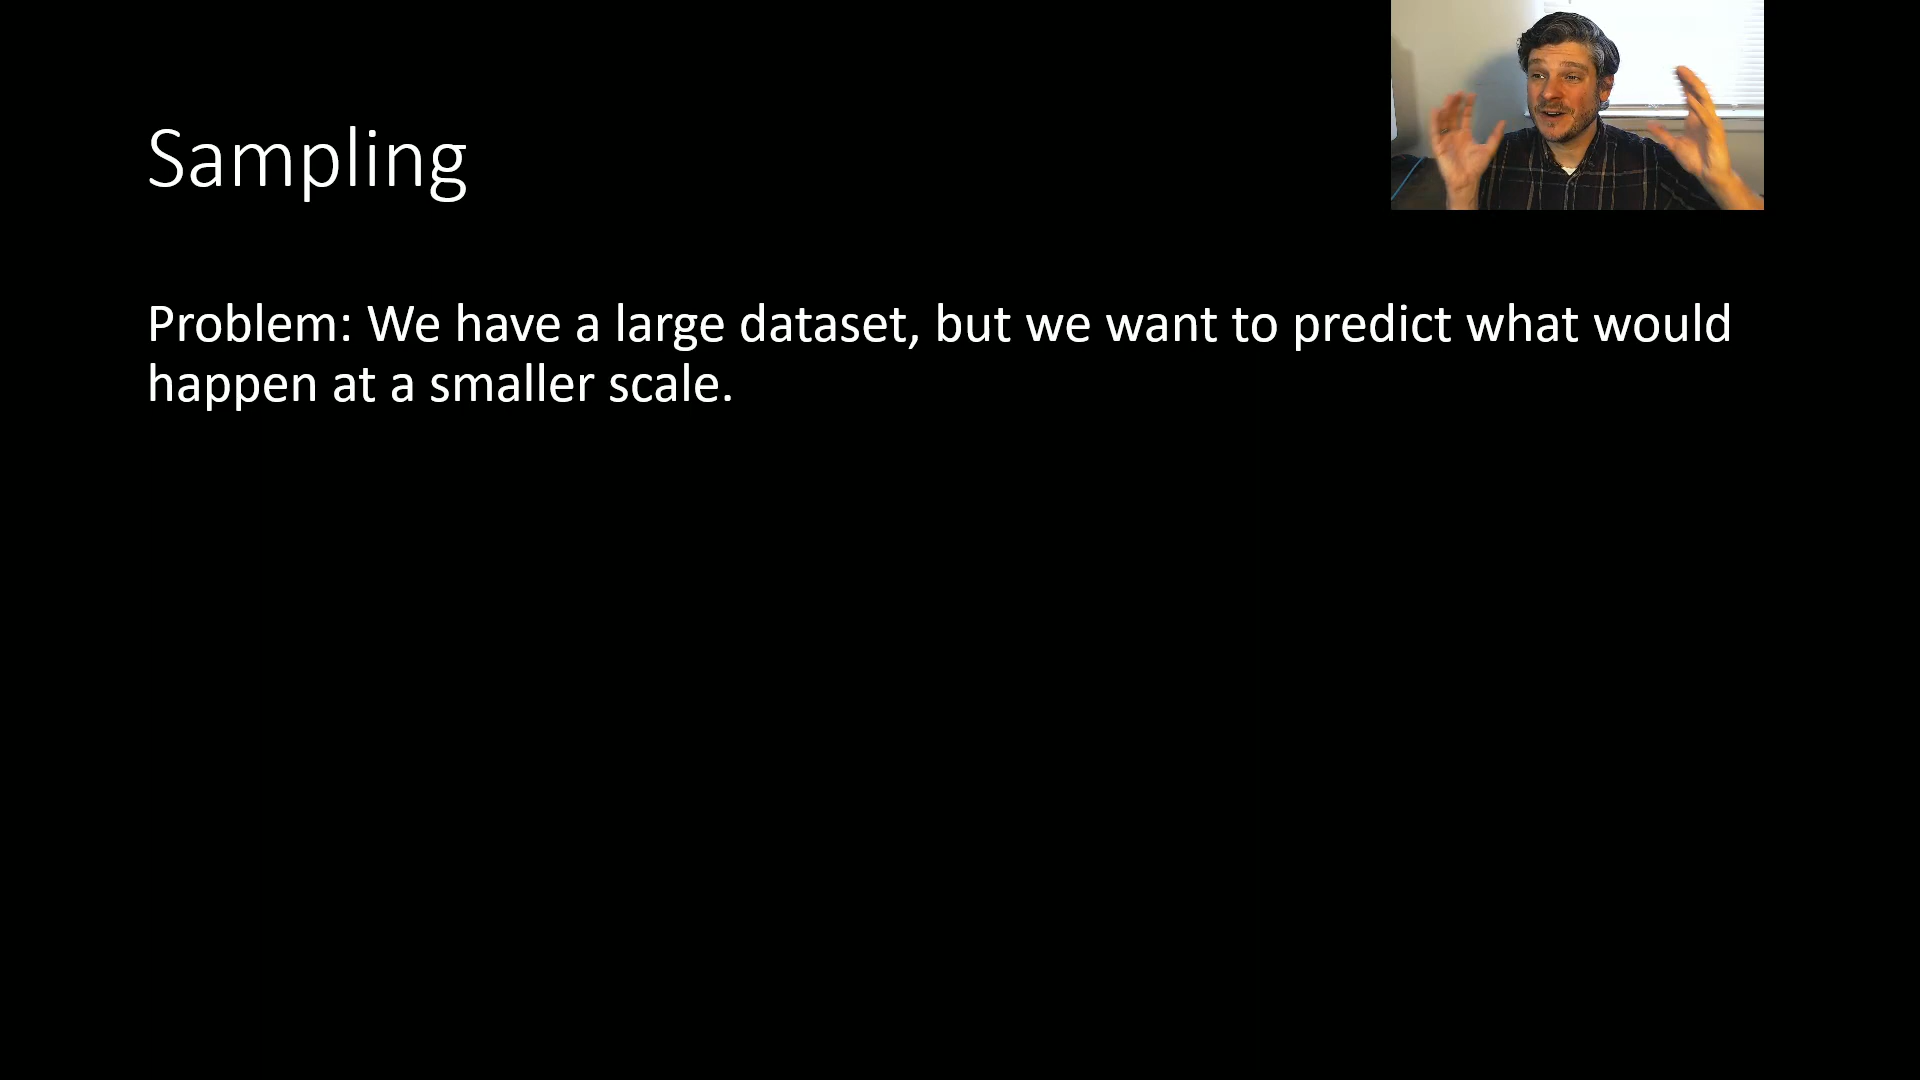 Sampling
Problem: We have a large dataset, but we want to predict what would
happen at a smaller scale.